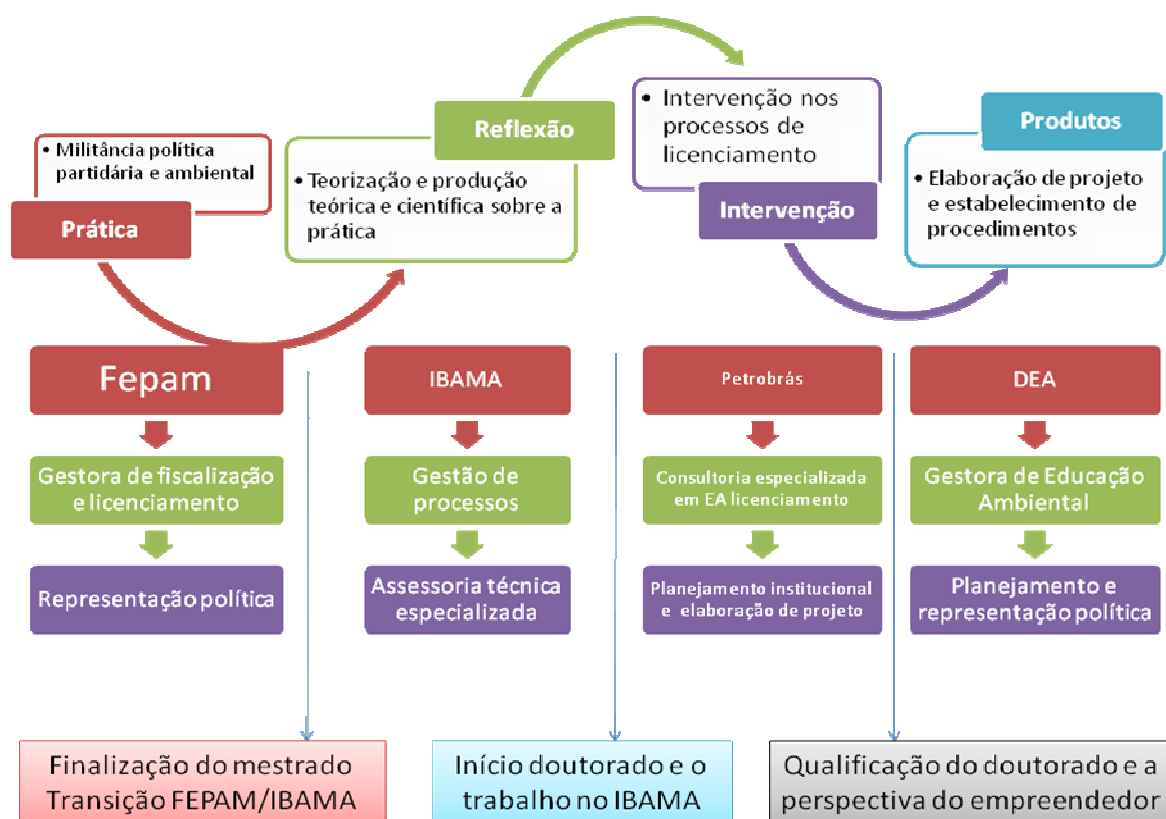 • Militância política
partidária e ambiental
Prática
Reflexão
• Teorização e produção
teórica e científica sobre a
prática
• Intervenção nos
processos de
licenciamento
Intervenção
Produtos
• Elaboração de projeto
e estabelecimento de
procedimentos
Fepam
Gestora de fiscalização
e licenciamento
Representação política
IBAMA
Gestão de
processos
Assessoria técnica
especializada
Petrobrás
Consultoria especializada
em EA licenciamento
Planejamento institucional
e elaboração de projeto
DEA
Gestora de Educação
Ambiental
Planejamento e
representação política
Finalização do mestrado
Transição FEPAM/IBAMA
Início doutorado e o
trabalho no IBAMA
Qualificação do doutorado e a
perspectiva do empreendedor